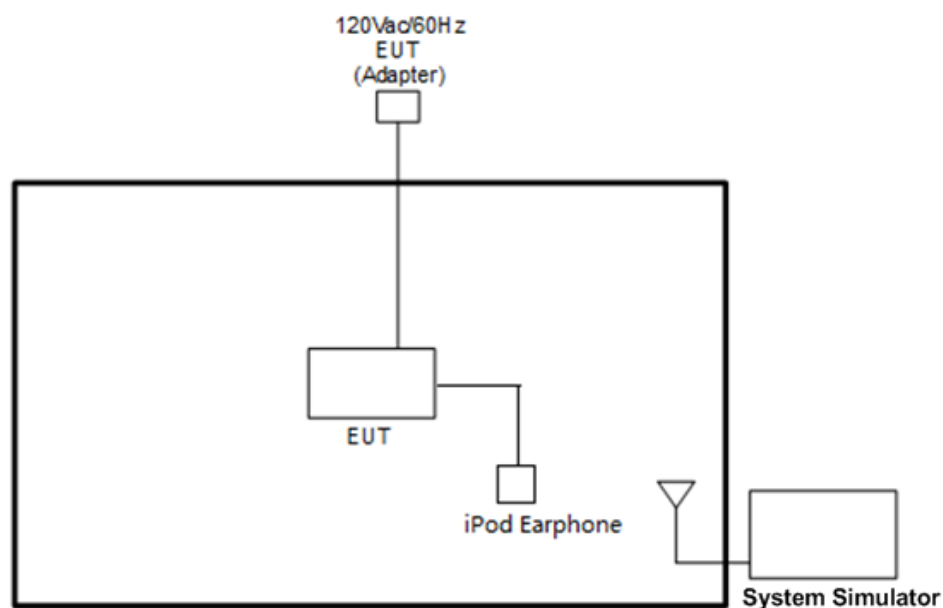 120Vac/60Hz
EUT
(Adapter)
EUT
iPod Earphone
System Simulator